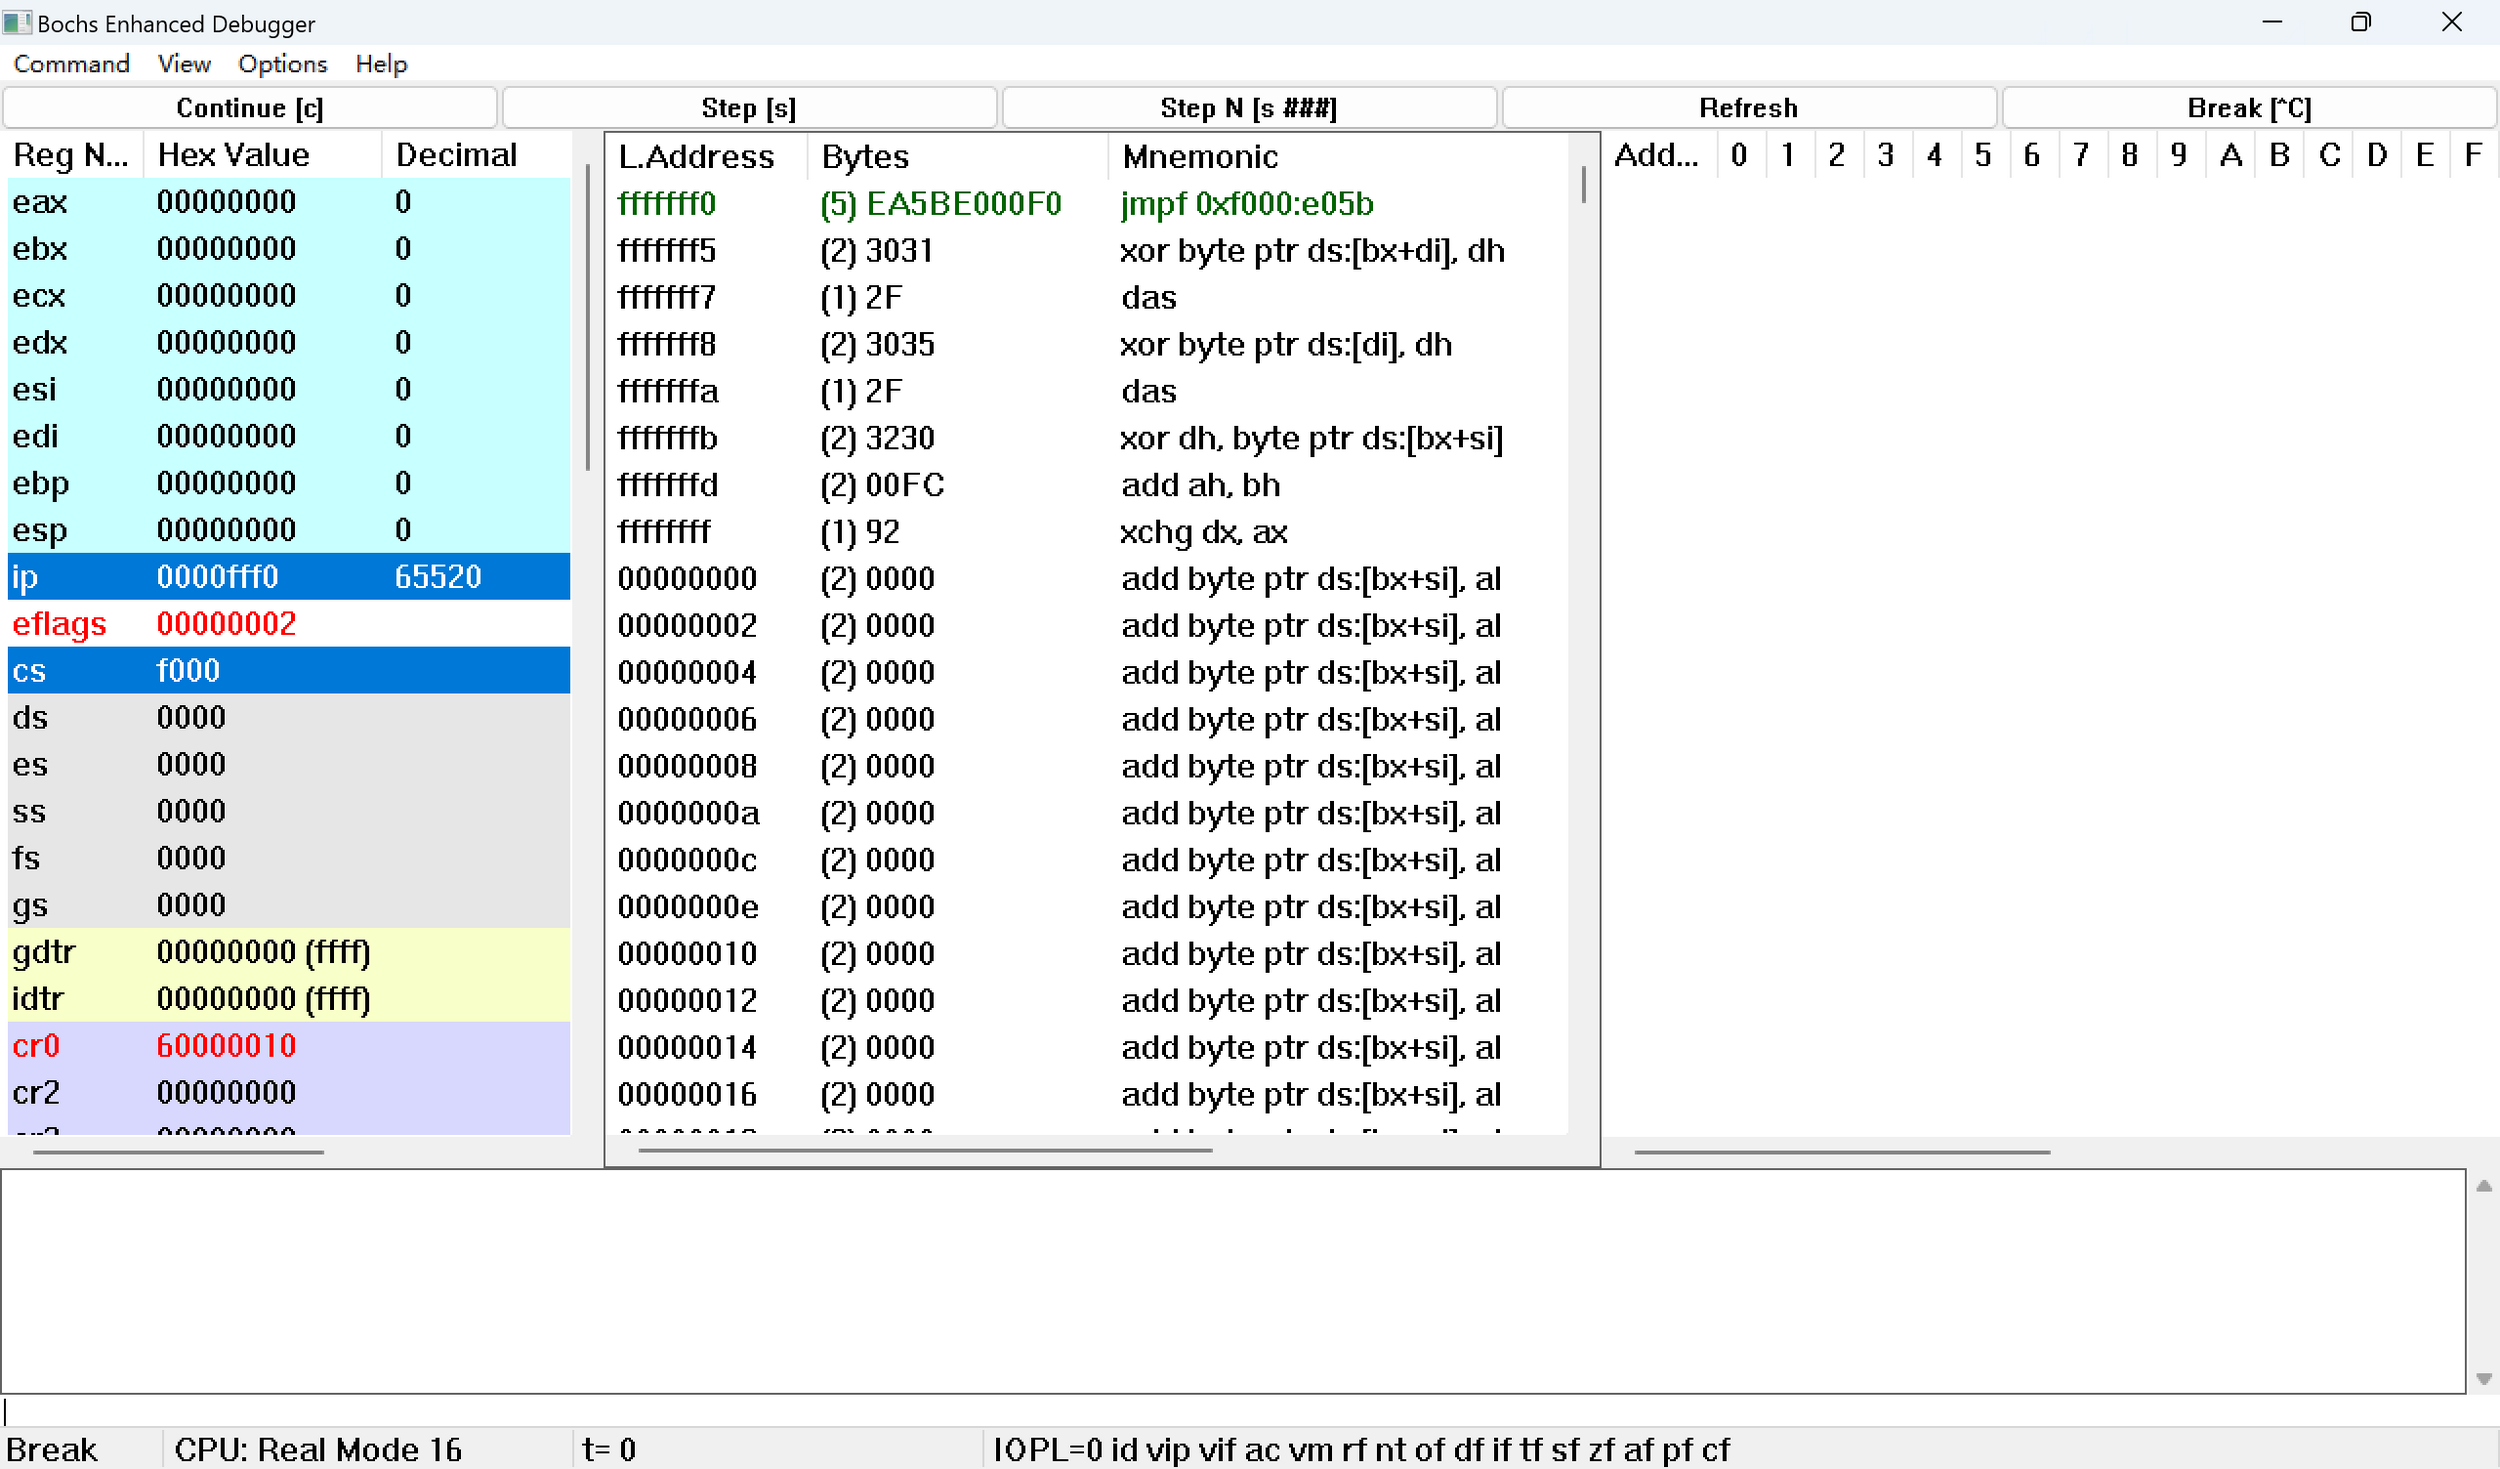 Bochs Enhanced Debugger
Command View Options Help
Continue [c] Step [s] Step N [s ###] Refresh Break [^C]
Reg N... Hex Value Decimal
eax 00000000 0
ebx 00000000 0
ecx 00000000 0
edx 00000000 0
esi 00000000 0
edi 00000000 0
ebp 00000000 0
esp 00000000 0
ip 0000fff0 65520
eflags 00000002
cs f000
ds 0000
es 0000
ss 0000
fs 0000
gs 0000
gdtr 00000000 (ffff)
idtr 00000000 (ffff)
cr0 60000010
cr2 00000000
L.Address Bytes Mnemonic
fffffff0 (5) EA5BE000F0 jmpf 0xf000:e05b
fffffff5 (2) 3031 xor byte ptr ds:[bx+di], dh
fffffff7 (1) 2F das
fffffff8 (2) 3035 xor byte ptr ds:[di], dh
fffffffa (1) 2F das
fffffffb (2) 3230 xor dh, byte ptr ds:[bx+si]
fffffffd (2) 00FC add ah, bh
ffffffff (1) 92 xchg dx, ax
00000000 (2) 0000 add byte ptr ds:[bx+si], al
00000002 (2) 0000 add byte ptr ds:[bx+si], al
00000004 (2) 0000 add byte ptr ds:[bx+si], al
00000006 (2) 0000 add byte ptr ds:[bx+si], al
00000008 (2) 0000 add byte ptr ds:[bx+si], al
0000000a (2) 0000 add byte ptr ds:[bx+si], al
0000000c (2) 0000 add byte ptr ds:[bx+si], al
0000000e (2) 0000 add byte ptr ds:[bx+si], al
00000010 (2) 0000 add byte ptr ds:[bx+si], al
00000012 (2) 0000 add byte ptr ds:[bx+si], al
00000014 (2) 0000 add byte ptr ds:[bx+si], al
00000016 (2) 0000 add byte ptr ds:[bx+si], al
Add... 0 1 2 3 4 5 6 7 8 9 A B C D E F
Break CPU: Real Mode 16 t= 0 IOPL=0 id vip vif ac vm rf nt of df if tf sf zf af pf cf